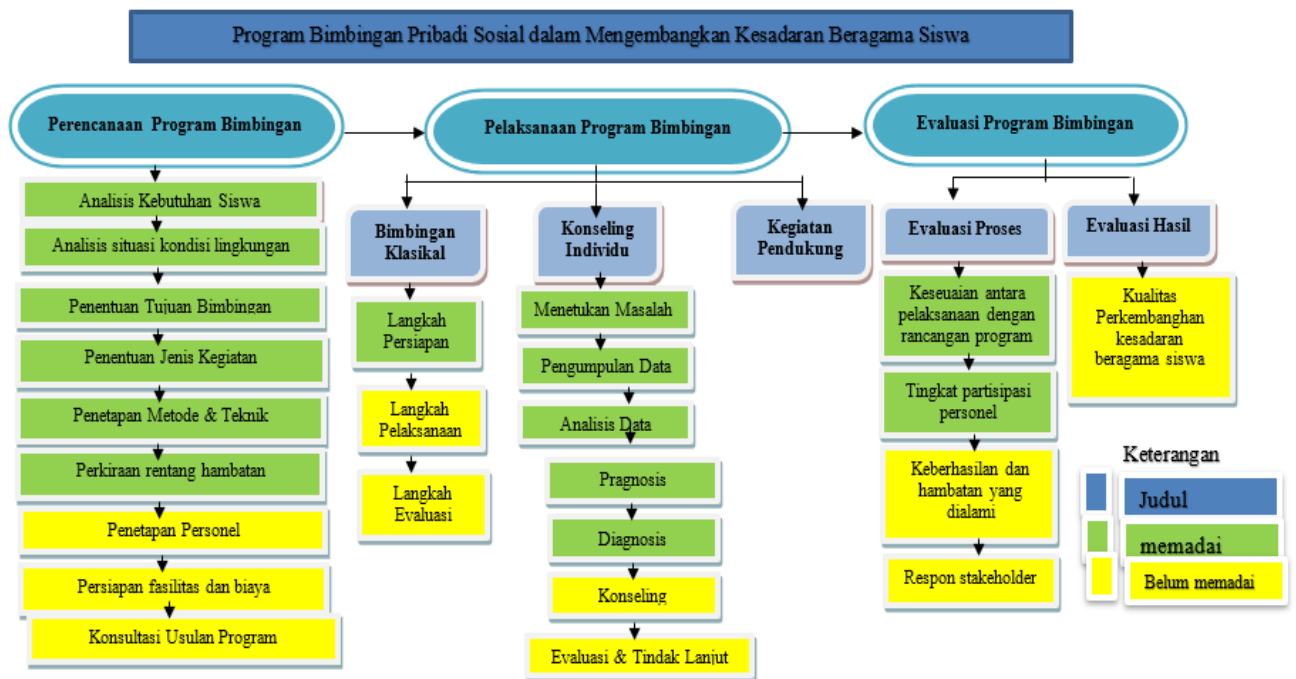 Program Bimbingan Pribadi Sosial dalam Mengembangkan Kesadaran Beragama Siswa
Perencanaan Program Bimbingan
Analisis Kebutuhan Siswa
Analisis situasi kondisi lingkungan
Penentuan Tujuan Bimbingan
Penentuan Jenis Kegiatan
Penetapan Metode & Teknik
Perkiraan rentang hambatan
Penetapan Personel
Persiapan fasilitas dan biaya
Konsultasi Usulan Program
Pelaksanaan Program Bimbingan
Bimbingan
Klasikal
Langkah
Persiapan
Langkah
Pelaksanaan
Langkah
Evaluasi
Konseling
Individu
Menetukan Masalah
Pengumpulan Data
Analisis Data
Pragnosis
Diagnosis
Konseling
Evaluasi & Tindak Lanjut
Kegiatan
Pendukung
Evaluasi Program Bimbingan
Evaluasi Proses
Keseuaian antara
pelaksanaan dengan
rancangan program
Tingkat partisipasi
personel
Keberhasilan dan
hambatan yang
dialami
Respon stakeholder
Evaluasi Hasil
Kualitas
Perkembanghan
kesadaran
beragama siswa
Keterangan
Judul
memadai
Belum memadai